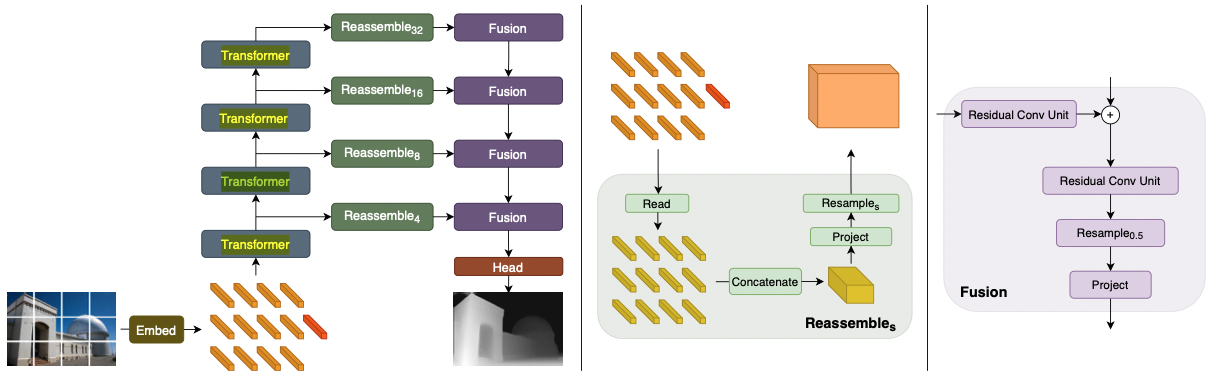 Reassemble32
Fusion
Transformer
Reassemble16
Fusion
Transformer
Reassemble8
Fusion
Transformer
Reassemble4
Fusion
Transformer
Head
Embed
Read
Resamples
Project
Concatenate
Reassembles
Residual Conv Unit
+
Residual Conv Unit
Resample0.5
Project
Fusion